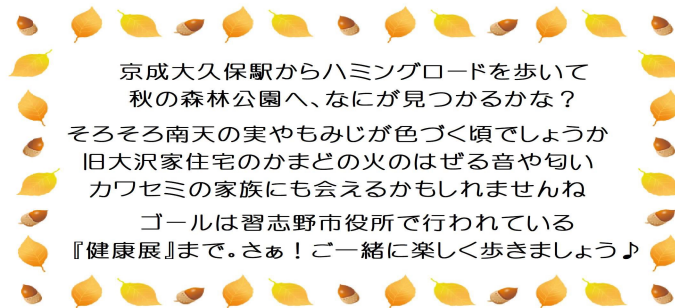 京成大久保駅からハミングロードを歩いて
秋の森林公園へ、なにが見つかるかな？
そろそろ南天の実やもみじが色づく頃でしょうか
旧大沢家住宅のかまどの火のはぜる音や匂い
カワセミの家族にも会えるかもしれませんね
ゴールは習志野市役所で行われている
『健康展』まで。さぁ！ご一緒に楽しく歩きましょう♪